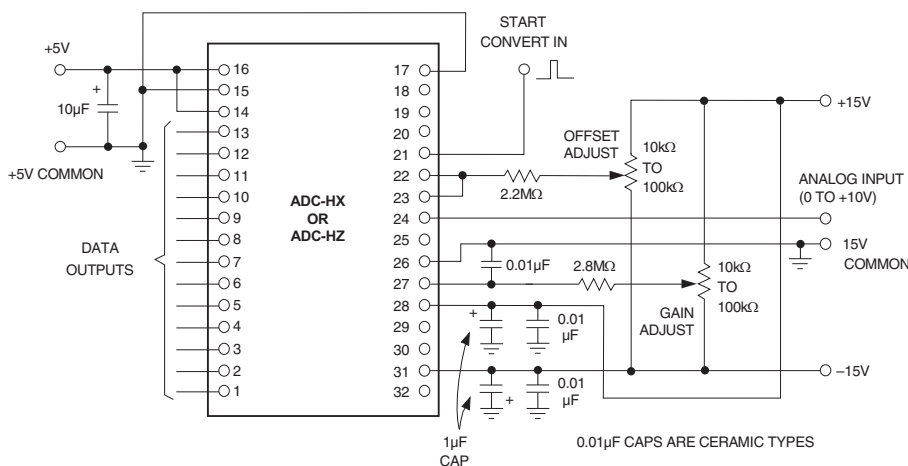 START
CONVERT IN
+5V
+
10µF
+5V COMMON
DATA
OUTPUTS
16
15
14
13
12
11
10
9
8
7
6
5
4
3
2
1
ADC-HX
OR
ADC-HZ
17
18
19
20
21
22
23
24
25
26
27
28
29
30
31
32
OFFSET
ADJUST
2.2MΩ
10kΩ
TO
100kΩ
+15V
ANALOG INPUT
(0 TO +10V)
15V
COMMON
0.01µF
2.8MΩ
–
10kΩ
TO
100kΩ
GAIN
ADJUST
+
0.01
µF
–15V
+
0.01
µF
1µF
CAP
0.01µF CAPS ARE CERAMIC TYPES